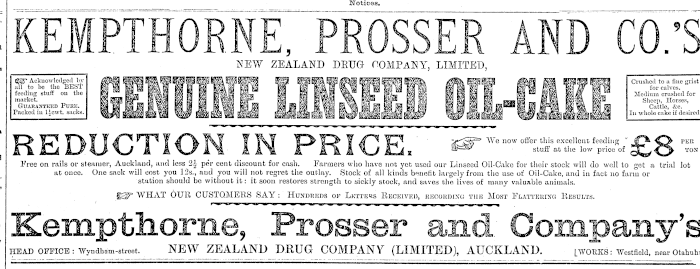 Notices.
KEMPTHORNE, PROSSER AND CO.'S
NEW ZEALAND DRUG COMPANY, LIMITED,
Acknowledged by
all to be the BEST
feeding stuff on the
market.
GUARANTEED PURE.
Packed in 1½cwt. sacks.
GENUINE LINSEED OIL-CAKE
Crushed to a fine grist
for calves.
Medium crushed for
Sheep, Horses,
Cattle, &c.
In whole cake if desired
REDUCTION IN PRICE.
We now offer this excellent feeding
stuff at the low price of
£8 PER
TON
Free on rails or steamer, Auckland, and less 2½ per cent discount for cash. Farmers who have not yet used our Linseed Oil-Cake for their stock will do well to get a trial lot
at once. One sack will cost you 12s., and you will not regret the outlay. Stock of all kinds benefit largely from the use of Oil-Cake, and in fact no farm or
station should be without it: it soon restores strength to sickly stock, and saves the lives of many valuable animals.
WHAT OUR CUSTOMERS SAY: HUNDREDS OF LETTERS RECEIVED, RECORDING THE MOST FLATTERING RESULTS.
Kempthorne, Prosser and Company's
HEAD OFFICE: Wyndham-street. NEW ZEALAND DRUG COMPANY (LIMITED), AUCKLAND. [WORKS: Westfield, near Otahuh